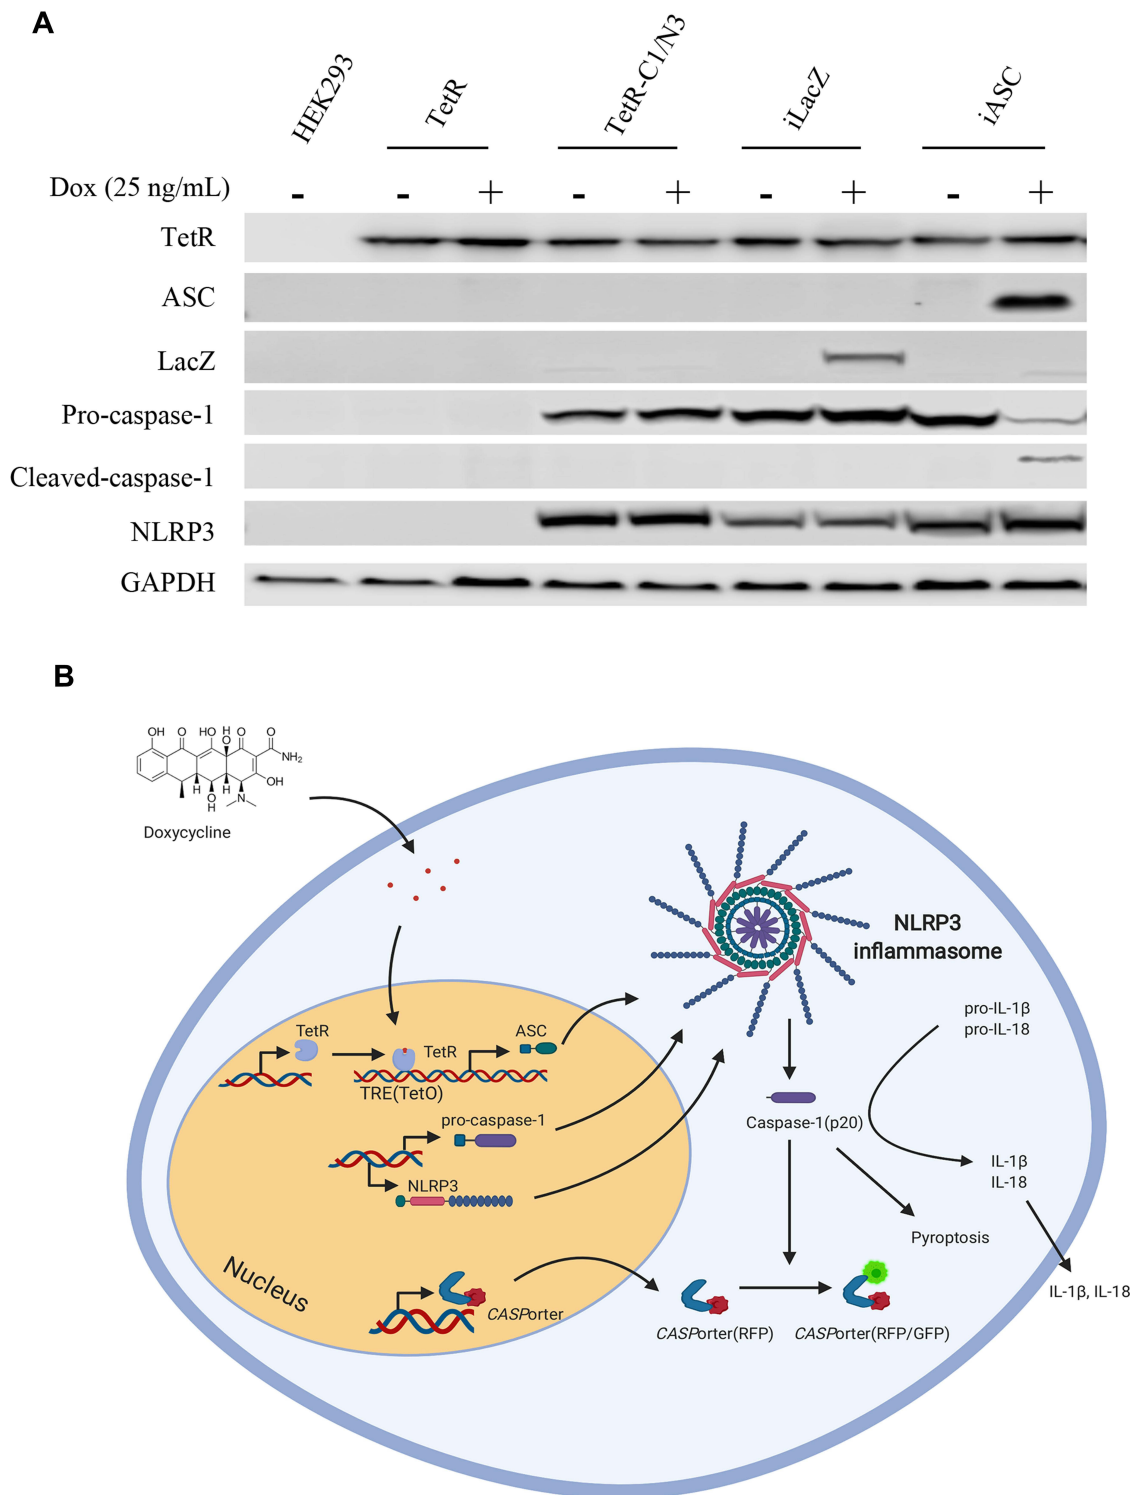 A
HEK293
TetR
TetR-C1/N3
iLacZ
iASC
Dox (25 ng/mL) - - + - + - + - +
TetR
ASC
LacZ
Pro-caspase-1
Cleaved-caspase-1
NLRP3
GAPDH
B
OH O HO H O O
OH
NH2
OH
H OH H N
Doxycycline
NLRP3
inflammasome
pro-IL-1β
pro-IL-18
TetR
TetR
ASC
TRE(TetO)
pro-caspase-1
NLRP3
Caspase-1(p20)
IL-1β
IL-18
Pyroptosis
Nucleus
CASPorter
CASPorter(RFP)
CASPorter(RFP/GFP)
IL-1β, IL-18